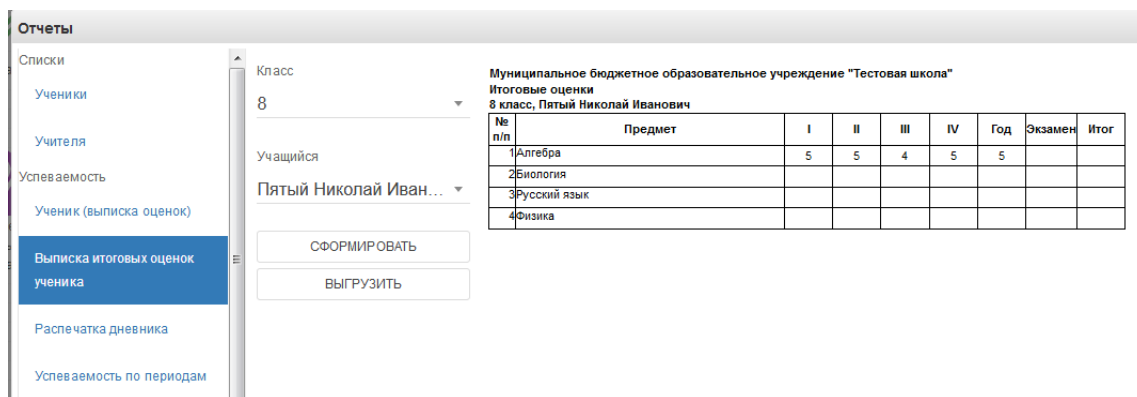 Отчеты
Списки
Ученики
Учителя
Успеваемость
Ученик (выписка оценок)
Выписка итоговых оценок
ученика
Распечатка дневника
Успеваемость по периодам
Класс
8
Учащийся
Пятый Николай Иван...
СФОРМИРОВАТЬ
ВЫГРУЗИТЬ
Муниципальное бюджетное образовательное учреждение "Тестовая школа"
Итоговые оценки
8 класс, Пятый Николай Иванович
№ п/п Предмет I II III IV Год Экзамен Итог
1 Алгебра 5 5 4 5 5
2 Биология
3 Русский язык
4 Физика